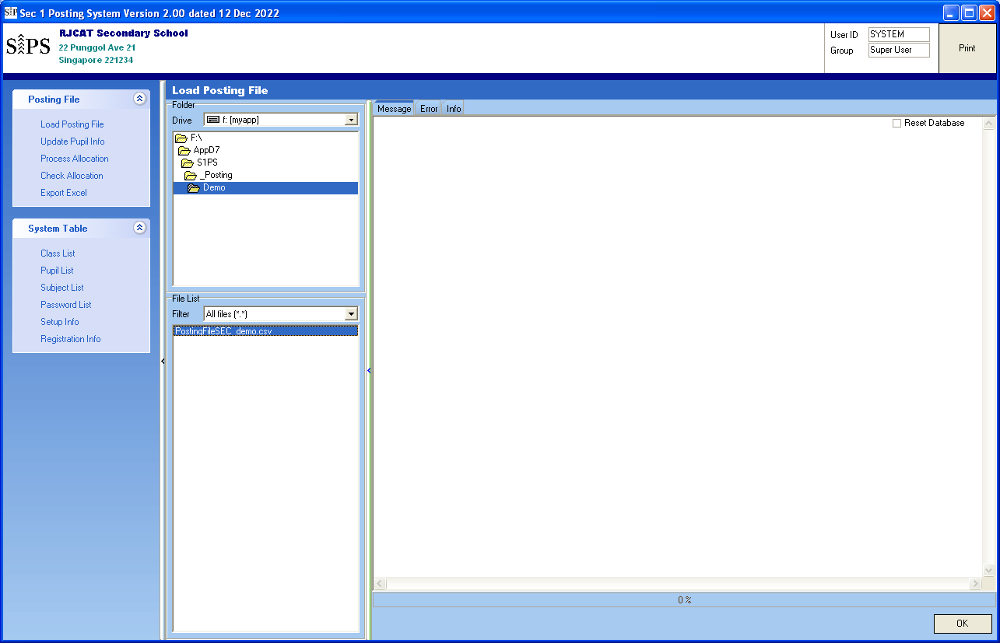 S1P Sec 1 Posting System Version 2.00 dated 12 Dec 2022
S1PS
RJCAT Secondary School
22 Punggol Ave 21
Singapore 221234
User ID SYSTEM
Group Super User
Print
Posting File
Load Posting File
Update Pupil Info
Process Allocation
Check Allocation
Export Excel
System Table
Class List
Pupil List
Subject List
Password List
Setup Info
Registration Info
Load Posting File
Folder
Drive f: [myapp]
F:\
AppD7
S1PS
_Posting
Demo
File List
Filter All files (*.*)
PostingFileSEC_demo.csv
Message Error Info
Reset Database
0 %
OK